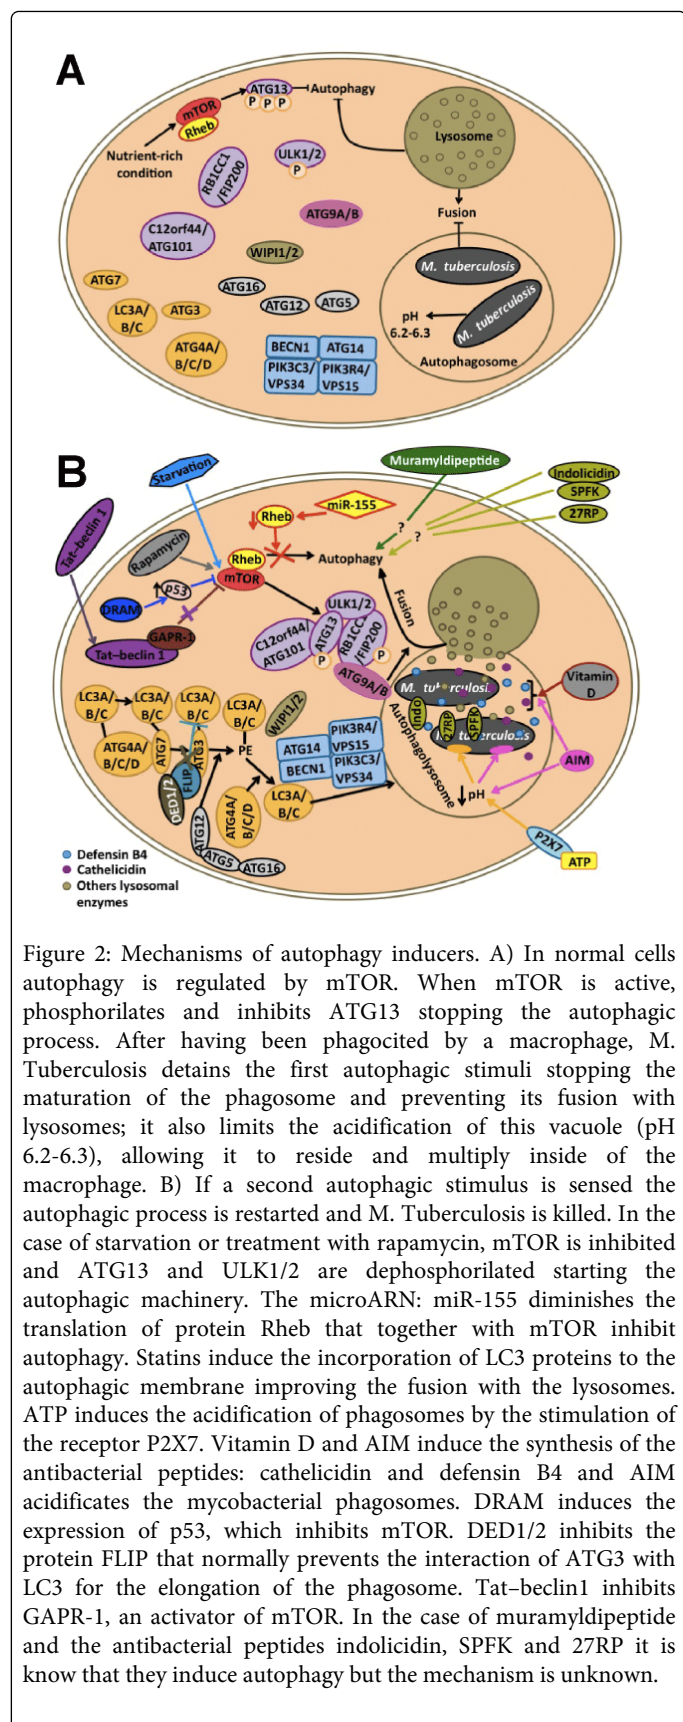 A
ATG13
P P P
Autophagy
mTOR
Rheb
Nutrient-rich
condition
Lysosome
ULK1/2
P
RB1CC1
/FIP200
ATG9A/B
Fusion
C12orf44/
ATG101
WIPI1/2
M. tuberculosis
ATG7
ATG16
ATG12
ATG5
LC3A/
B/C
ATG3
pH
6.2-6.3
M. tuberculosis
ATG4A/
B/C/D
BECN1
ATG14
PIK3C3/
VPS34
PIK3R4/
VPS15
Autophagosome
B
Starvation
Muramyldipeptide
Indolicidin
SPFK
27RP
miR-155
Rheb
?
?
Tat–beclin 1
Rapamycin
Rheb
mTOR
Autophagy
p53
DRAM
GAPR-1
Tat–beclin 1
Fusion
ULK1/2
C12orf44/
ATG101
ATG13
RB1CC1
/FIP200
P
P
ATG9A/B
M. tuberculosis
Vitamin
D
LC3A/
B/C
LC3A/
B/C
LC3A/
B/C
LC3A/
B/C
WIPI1/2
Indo
27RP
SPFK
M. tuberculosis
ATG4A/
B/C/D
ATG7
ATG3
PE
ATG14
BECN1
PIK3R4/
VPS15
PIK3C3/
VPS34
Autophagolysosome
AIM
DED1/2
FLIP
LC3A/
B/C
pH
ATG12
ATG4A/
B/C/D
ATG5
ATG16
P2X7
ATP
Defensin B4
Cathelicidin
Others lysosomal
enzymes
Figure 2: Mechanisms of autophagy inducers. A) In normal cells
autophagy is regulated by mTOR. When mTOR is active,
phosphorilates and inhibits ATG13 stopping the autophagic
process. After having been phagocited by a macrophage, M.
Tuberculosis detains the first autophagic stimuli stopping the
maturation of the phagosome and preventing its fusion with
lysosomes; it also limits the acidification of this vacuole (pH
6.2-6.3), allowing it to reside and multiply inside of the
macrophage. B) If a second autophagic stimulus is sensed the
autophagic process is restarted and M. Tuberculosis is killed. In the
case of starvation or treatment with rapamycin, mTOR is inhibited
and ATG13 and ULK1/2 are dephosphorilated starting the
autophagic machinery. The microARN: miR-155 diminishes the
translation of protein Rheb that together with mTOR inhibit
autophagy. Statins induce the incorporation of LC3 proteins to the
autophagic membrane improving the fusion with the lysosomes.
ATP induces the acidification of phagosomes by the stimulation of
the receptor P2X7. Vitamin D and AIM induce the synthesis of the
antibacterial peptides: cathelicidin and defensin B4 and AIM
acidificates the mycobacterial phagosomes. DRAM induces the
expression of p53, which inhibits mTOR. DED1/2 inhibits the
protein FLIP that normally prevents the interaction of ATG3 with
LC3 for the elongation of the phagosome. Tat–beclin1 inhibits
GAPR-1, an activator of mTOR. In the case of muramyldipeptide
and the antibacterial peptides indolicidin, SPFK and 27RP it is
know that they induce autophagy but the mechanism is unknown.